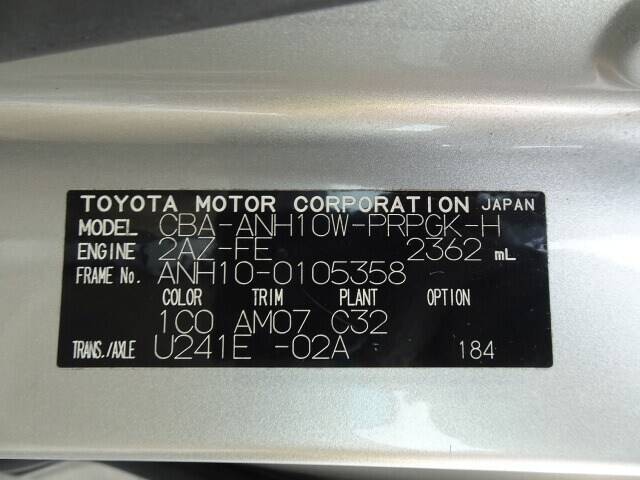 TOYOTA MOTOR CORPORATION JAPAN
MODEL CBA-ANH10W-PRPGK-H
ENGINE 2AZ-FE 2362 mL
FRAME No. ANH10-0105358
COLOR TRIM PLANT OPTION
1C0 AM07 C32
TRANS./AXLE U241E -02A 184